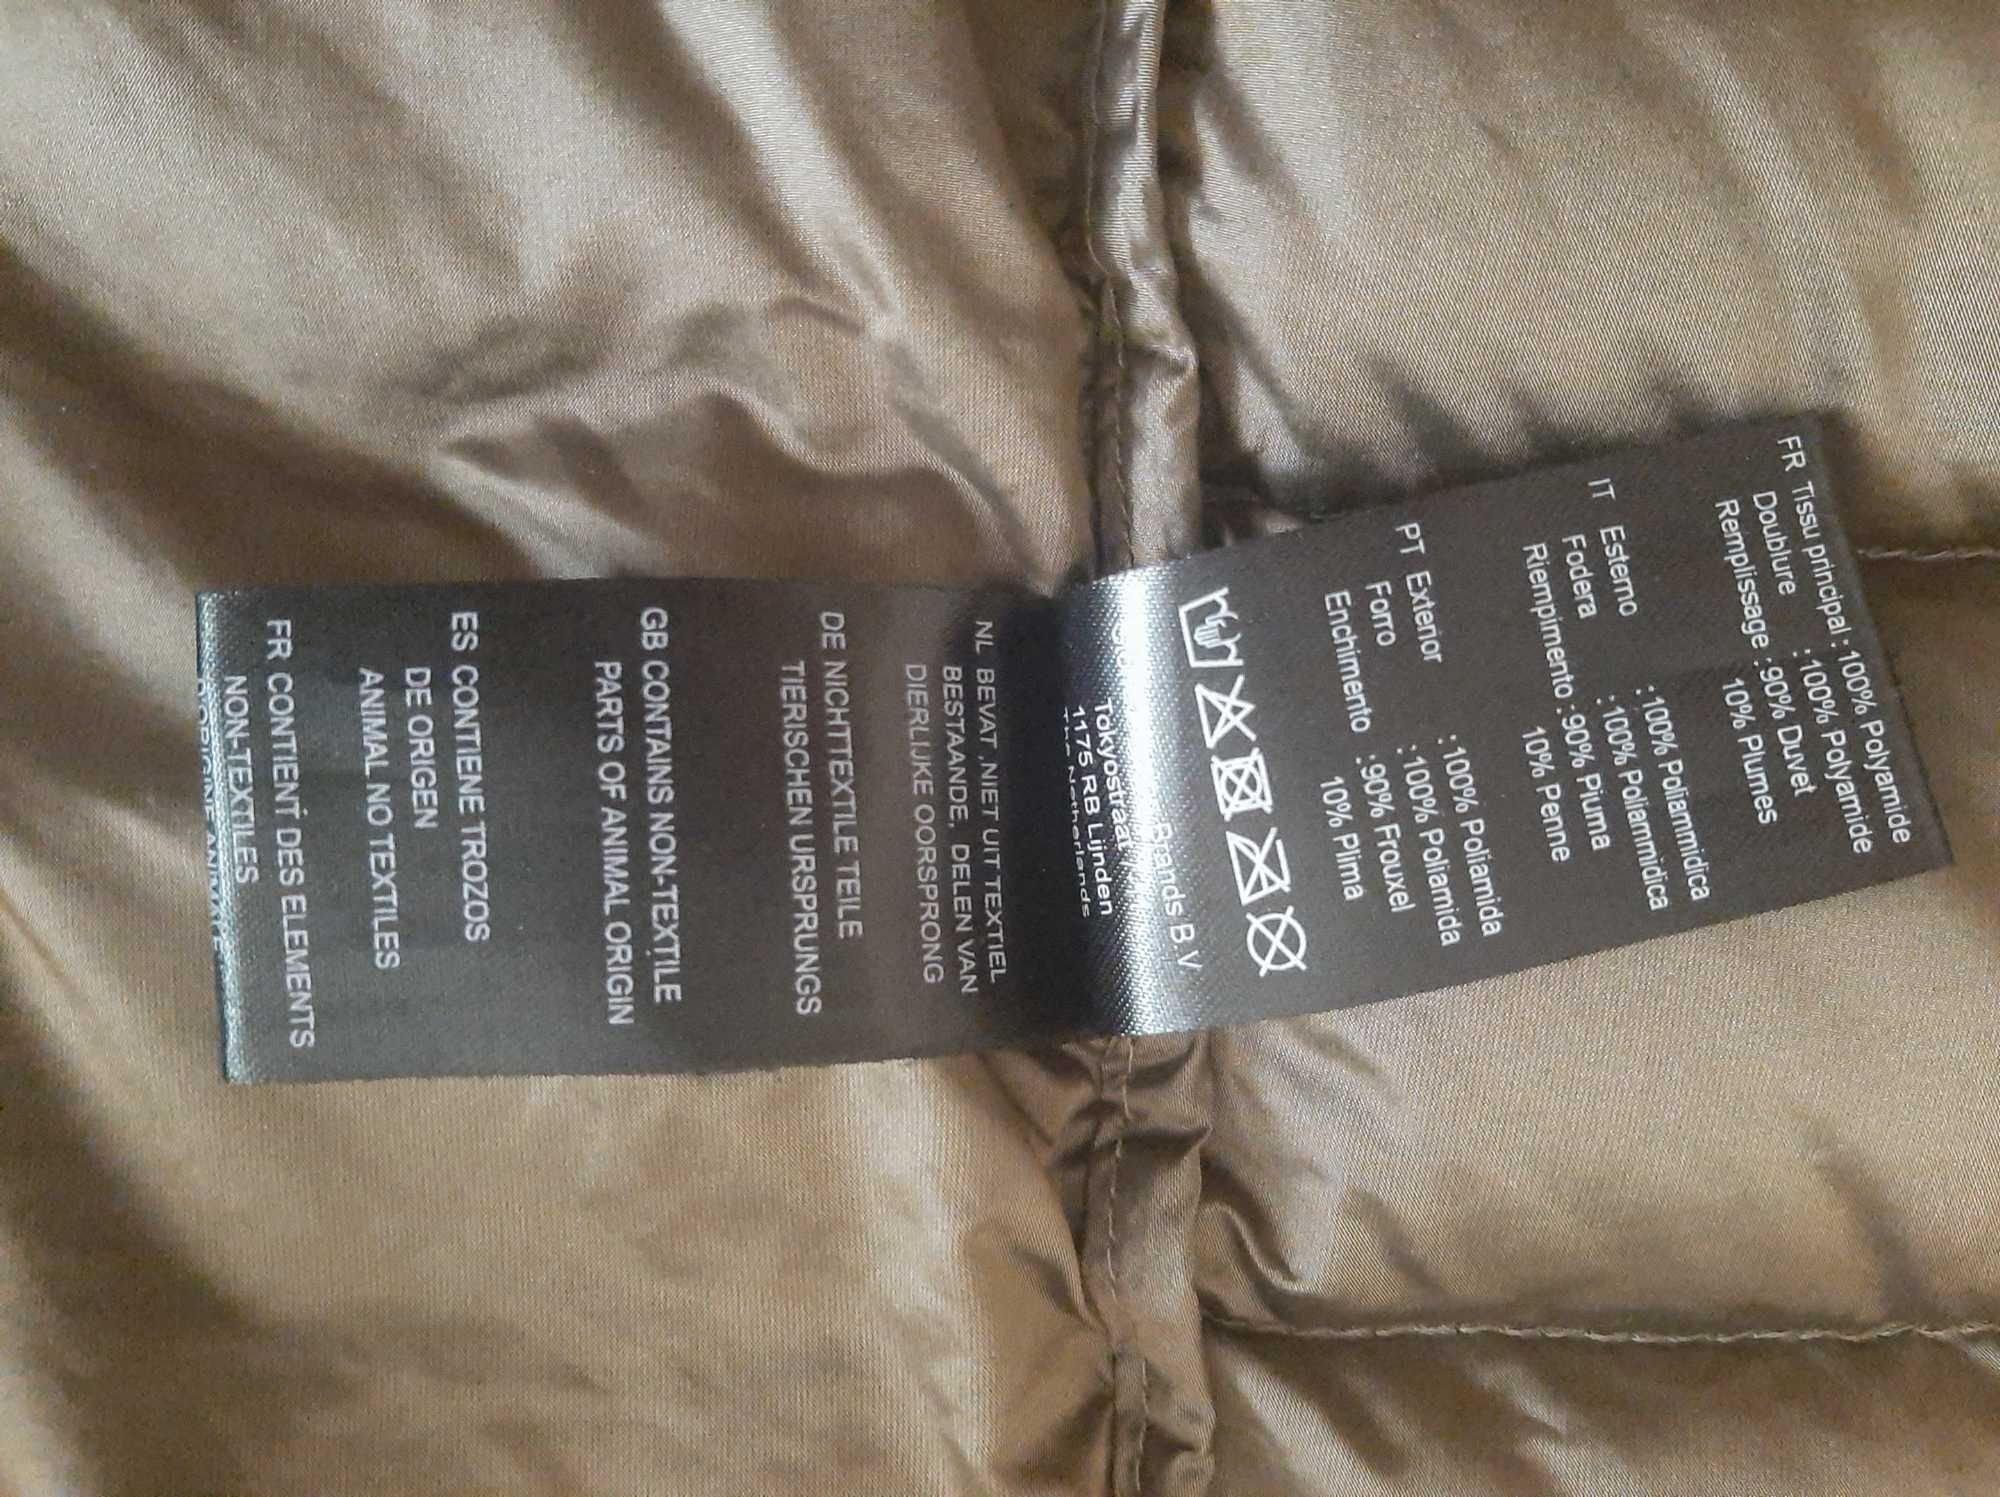 FR Tissu principal :100% Polyamide
Doublure :100% Polyamide
Remplissage :90% Duvet
10% Plumes
IT Esterno :100% Poliammidica
Fodera :100% Poliammidica
Riempimento :90% Piuma
10% Penne
PT Exterior :100% Poliamida
Forro :100% Poliamida
Enchimento :90% Frouxel
10% Plima
Brands B.V
Tokyostraat
1175 RB Lijnden
The Netherlands
NL BEVAT ,NIET UIT TEXTIEL
BESTAANDE, DELEN VAN
DIERLIJKE OORSPRONG
DE NICHTTEXTILE TEILE
TIERISCHEN URSPRUNGS
GB CONTAINS NON-TEXTILE
PARTS OF ANIMAL ORIGIN
ES CONTIENE TROZOS
DE ORIGEN
ANIMAL NO TEXTILES
FR CONTIENT DES ELEMENTS
NON-TEXTILES